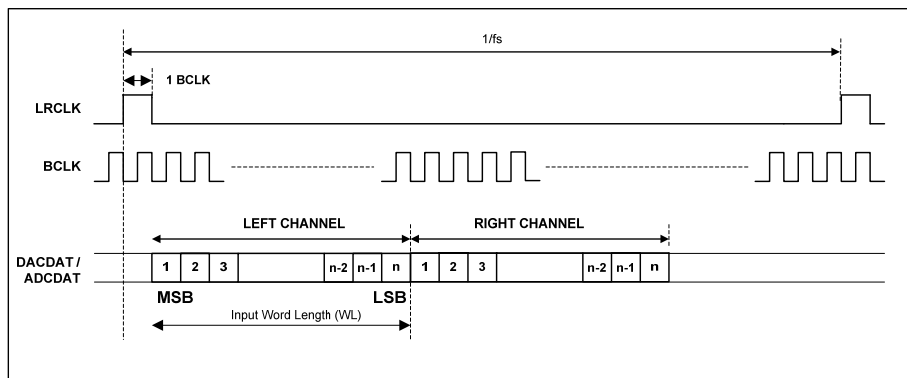 1/fs
1 BCLK
LRCLK
BCLK
LEFT CHANNEL
RIGHT CHANNEL
DACDAT /
ADCDAT
1 2 3 n-2 n-1 n 1 2 3 n-2 n-1 n
MSB LSB
Input Word Length (WL)